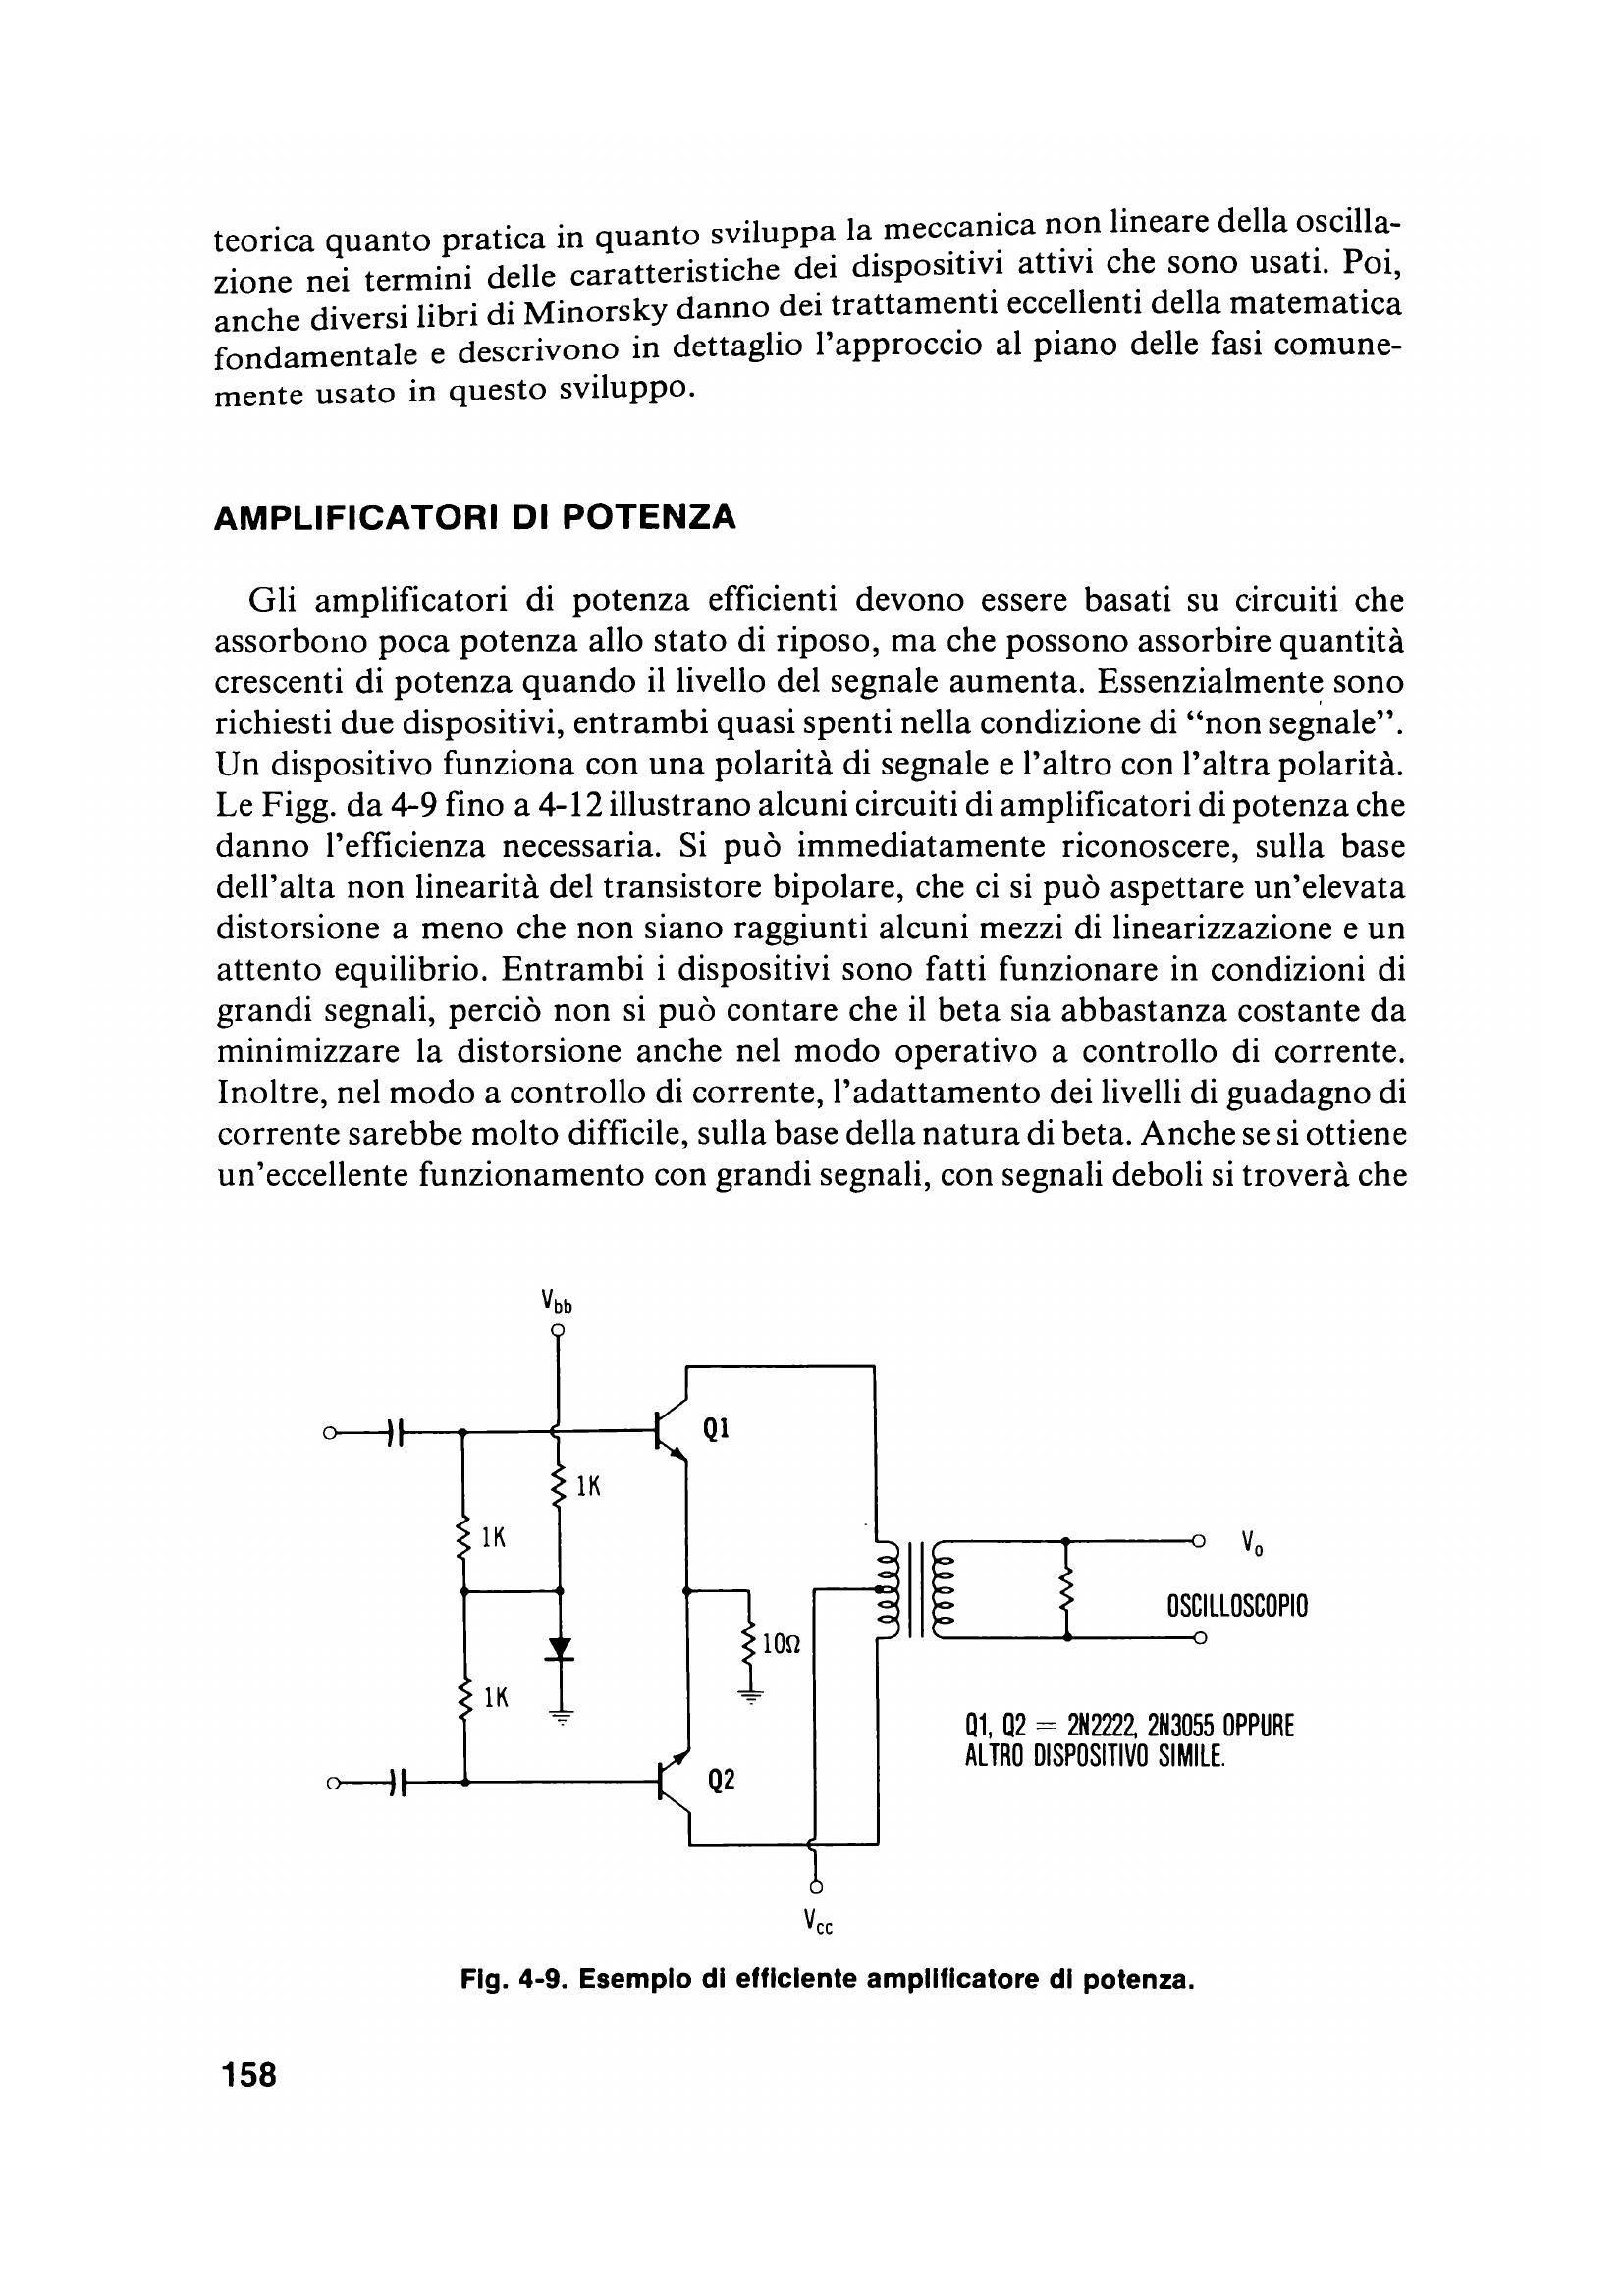 teorica quanto pratica in quanto sviluppa la meccanica non lineare della oscilla-
zione nei termini delle caratteristiche dei dispositivi attivi che sono usati. Poi,
anche diversi libri di Minorsky danno dei trattamenti eccellenti della matematica
fondamentale e descrivono in dettaglio l’approccio al piano delle fasi comune-
mente usato in questo sviluppo.
AMPLIFICATORI DI POTENZA
Gli amplificatori di potenza efficienti devono essere basati su circuiti che
assorbono poca potenza allo stato di riposo, ma che possono assorbire quantità
crescenti di potenza quando il livello del segnale aumenta. Essenzialmente sono
richiesti due dispositivi, entrambi quasi spenti nella condizione di “non segnale”.
Un dispositivo funziona con una polarità di segnale e l’altro con l’altra polarità.
Le Figg. da 4-9 fino a 4-12 illustrano alcuni circuiti di amplificatori di potenza che
danno l’efficienza necessaria. Si può immediatamente riconoscere, sulla base
dell’alta non linearità del transistore bipolare, che ci si può aspettare un’elevata
distorsione a meno che non siano raggiunti alcuni mezzi di linearizzazione e un
attento equilibrio. Entrambi i dispositivi sono fatti funzionare in condizioni di
grandi segnali, perciò non si può contare che il beta sia abbastanza costante da
minimizzare la distorsione anche nel modo operativo a controllo di corrente.
Inoltre, nel modo a controllo di corrente, l’adattamento dei livelli di guadagno di
corrente sarebbe molto difficile, sulla base della natura di beta. Anche se si ottiene
un’eccellente funzionamento con grandi segnali, con segnali deboli si troverà che
Vbb
Q1
1K
1K
Vo
OSCILLOSCOPIO
10Ω
1K
Q1, Q2 = 2N2222, 2N3055 OPPURE
ALTRO DISPOSITIVO SIMILE.
Q2
Vcc
Fig. 4-9. Esempio di efficiente amplificatore di potenza.
158